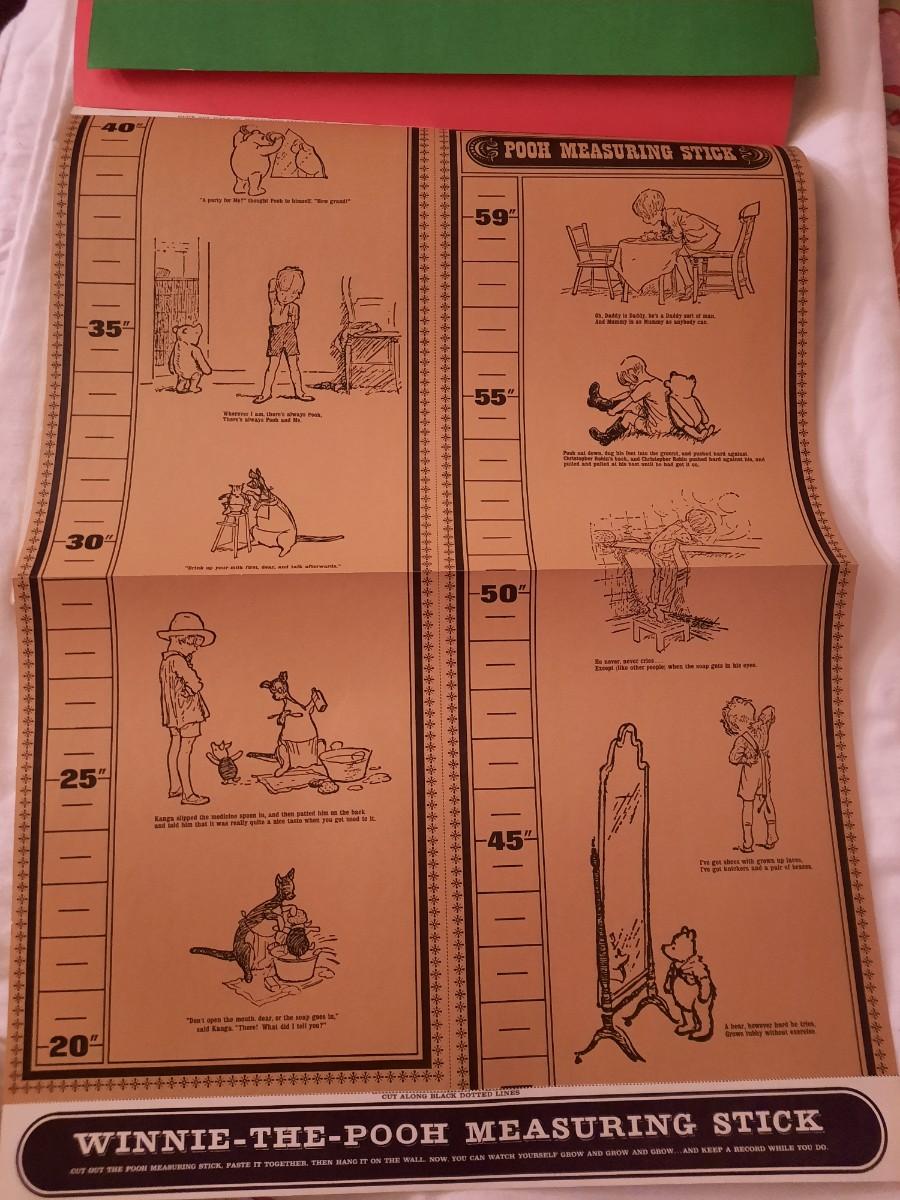 40"
"A party for Me?" thought Pooh to himself. "How grand!"
35"
Wherever I am, there's always Pooh,
There's always Pooh and Me.
30"
"Drink up your milk first, dear, and talk afterwards."
25"
Kanga slipped the medicine spoon in, and then patted him on the back
and told him that it was really quite a nice taste when you got used to it.
"Don't open the mouth, dear, or the soap goes in,"
said Kanga. "There! What did I tell you?"
20"
POOH MEASURING STICK
59"
Oh, Daddy is Daddy, he's a Daddy sort of man,
And Mummy is as Mummy as anybody can.
55"
Pooh sat down, dug his feet into the ground, and pushed hard against
Christopher Robin's back, and Christopher Robin pushed hard against his, and
pulled and pulled at his boot until he had got it on.
50"
He never, never cries...
Except (like other people) when the soap gets in his eyes.
45"
I've got shoes with grown up laces,
I've got knickers and a pair of braces.
A bear, however hard he tries,
Grows tubby without exercise.
CUT ALONG BLACK DOTTED LINES
WINNIE-THE-POOH MEASURING STICK
CUT OUT THE POOH MEASURING STICK, PASTE IT TOGETHER, THEN HANG IT ON THE WALL. NOW, YOU CAN WATCH YOURSELF GROW AND GROW AND GROW...AND KEEP A RECORD WHILE YOU DO.